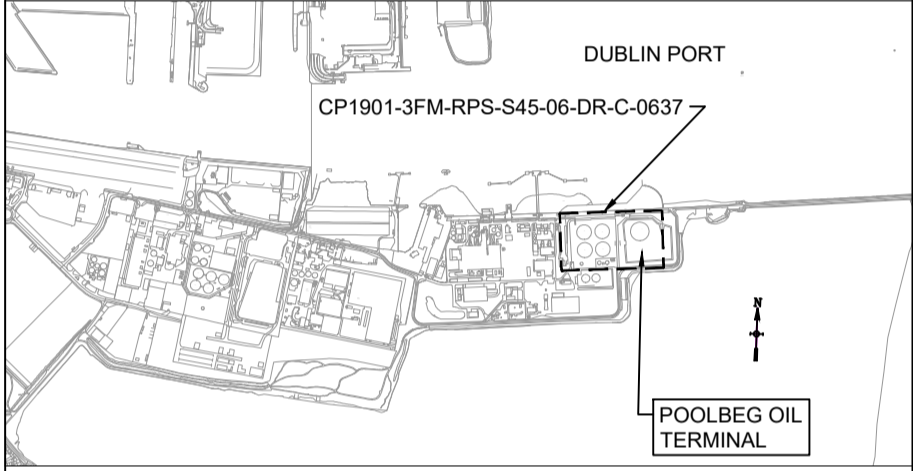 DUBLIN PORT
CP1901-3FM-RPS-S45-06-DR-C-0637
N
POOLBEG OIL
TERMINAL